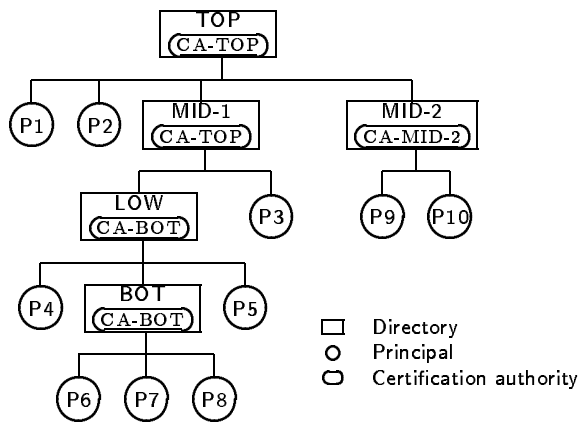 TOP
CA-TOP
P1
P2
MID-1
CA-TOP
MID-2
CA-MID-2
LOW
CA-BOT
P3
P9
P10
P4
BOT
CA-BOT
P5
P6
P7
P8
Directory
Principal
Certification authority